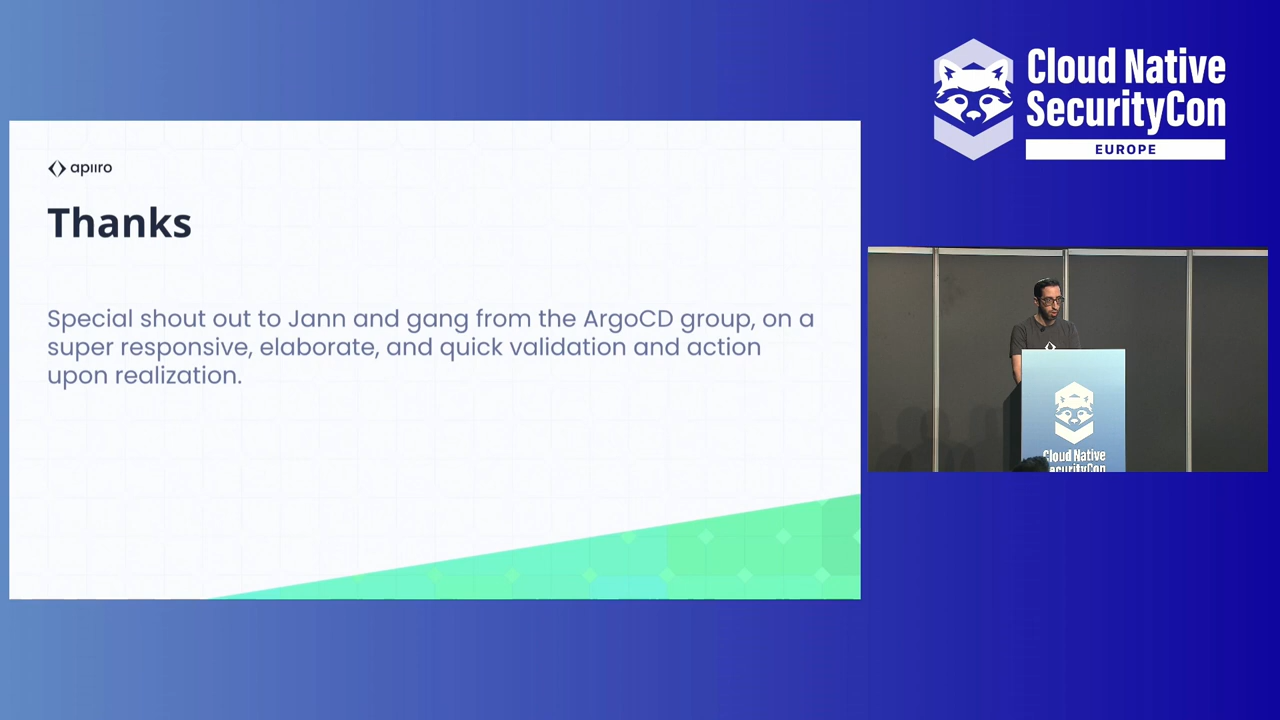 apiiro
Thanks
Special shout out to Jann and gang from the ArgoCD group, on a
super responsive, elaborate, and quick validation and action
upon realization.
Cloud Native
SecurityCon
EUROPE
Cloud Native
SecurityCon